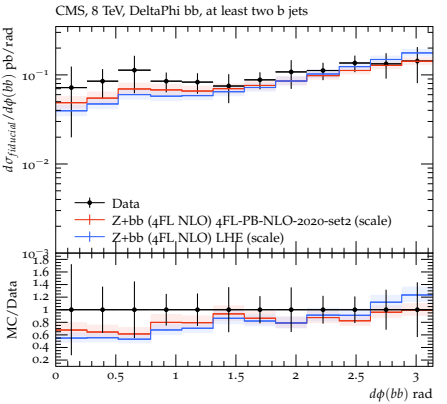 CMS, 8 TeV, DeltaPhi bb, at least two b jets
dσ_fiducial/dϕ(bb) pb/rad
10⁻¹
10⁻²
10⁻³
Data
Z+bb (4FL NLO) 4FL-PB-NLO-2020-set2 (scale)
Z+bb (4FL NLO) LHE (scale)
MC/Data
1.8
1.6
1.4
1.2
1
0.8
0.6
0.4
0.2
0 0.5 1 1.5 2 2.5 3
dϕ(bb) rad